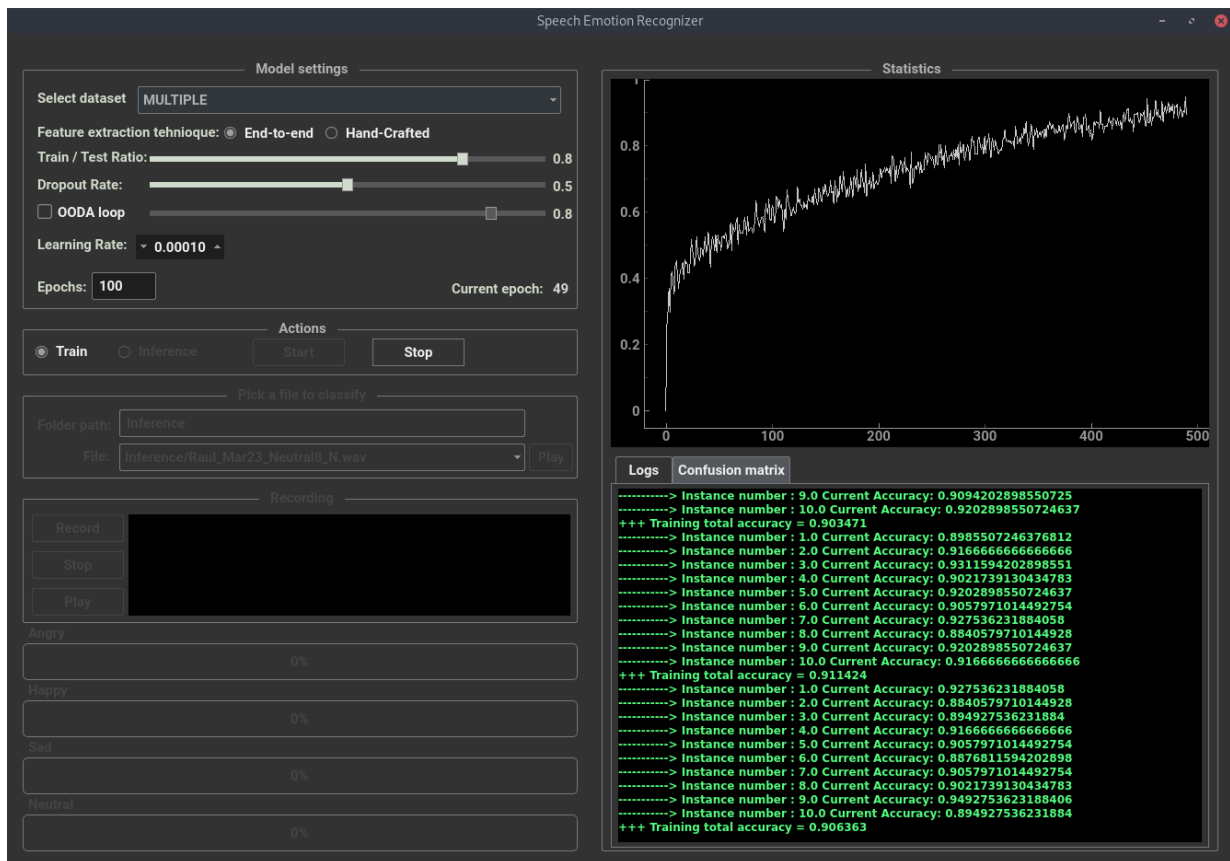 Speech Emotion Recognizer
Model settings
Select dataset MULTIPLE
Feature extraction tehnioque: End-to-end Hand-Crafted
Train / Test Ratio: 0.8
Dropout Rate: 0.5
OODA loop 0.8
Learning Rate: 0.00010
Epochs: 100 Current epoch: 49
Actions
Train Inference Start Stop
Pick a file to classify
Folder path: Inference
File: Inference/Raul_Mar23_Neutral8_N.wav Play
Recording
Record
Stop
Play
Angry
0%
Happy
0%
Sad
0%
Neutral
0%
Statistics
1
0.8
0.6
0.4
0.2
0
0 100 200 300 400 500
Logs Confusion matrix
-----------> Instance number : 9.0 Current Accuracy: 0.9094202898550725
-----------> Instance number : 10.0 Current Accuracy: 0.9202898550724637
+++ Training total accuracy = 0.903471
-----------> Instance number : 1.0 Current Accuracy: 0.8985507246376812
-----------> Instance number : 2.0 Current Accuracy: 0.9166666666666666
-----------> Instance number : 3.0 Current Accuracy: 0.9311594202898551
-----------> Instance number : 4.0 Current Accuracy: 0.9021739130434783
-----------> Instance number : 5.0 Current Accuracy: 0.9202898550724637
-----------> Instance number : 6.0 Current Accuracy: 0.9057971014492754
-----------> Instance number : 7.0 Current Accuracy: 0.927536231884058
-----------> Instance number : 8.0 Current Accuracy: 0.8840579710144928
-----------> Instance number : 9.0 Current Accuracy: 0.9202898550724637
-----------> Instance number : 10.0 Current Accuracy: 0.9166666666666666
+++ Training total accuracy = 0.911424
-----------> Instance number : 1.0 Current Accuracy: 0.927536231884058
-----------> Instance number : 2.0 Current Accuracy: 0.8840579710144928
-----------> Instance number : 3.0 Current Accuracy: 0.894927536231884
-----------> Instance number : 4.0 Current Accuracy: 0.9166666666666666
-----------> Instance number : 5.0 Current Accuracy: 0.9057971014492754
-----------> Instance number : 6.0 Current Accuracy: 0.8876811594202898
-----------> Instance number : 7.0 Current Accuracy: 0.9057971014492754
-----------> Instance number : 8.0 Current Accuracy: 0.9021739130434783
-----------> Instance number : 9.0 Current Accuracy: 0.9492753623188406
-----------> Instance number : 10.0 Current Accuracy: 0.894927536231884
+++ Training total accuracy = 0.906363